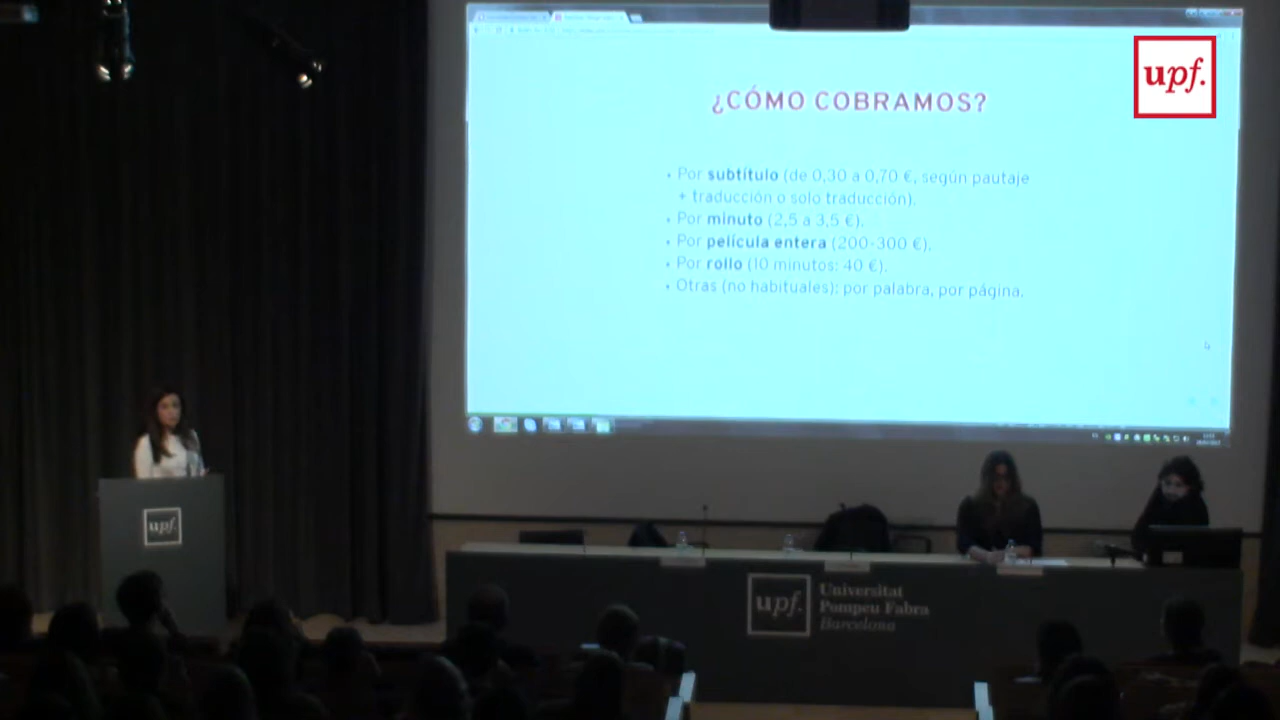 ¿CÓMO COBRAMOS?
upf.
• Por subtítulo (de 0,30 a 0,70 €, según pautaje
+ traducción o solo traducción).
• Por minuto (2,5 a 3,5 €).
• Por película entera (200-300 €).
• Por rollo (10 minutos: 40 €).
• Otras (no habituales): por palabra, por página.
upf.
upf.
Universitat
Pompeu Fabra
Barcelona